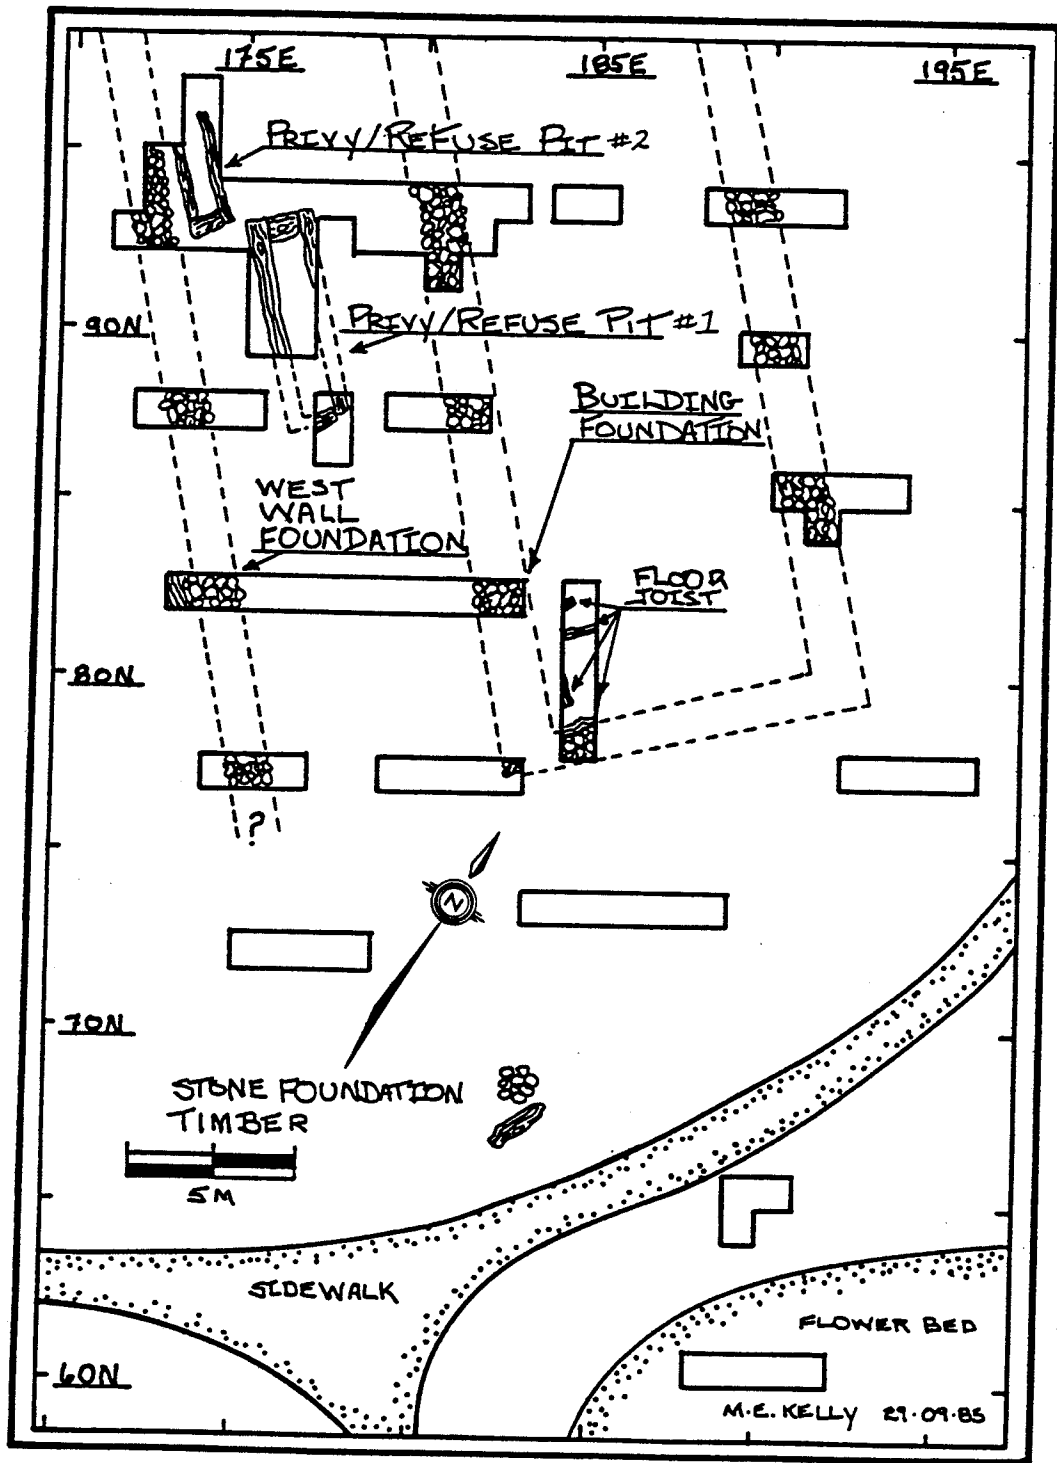 175E
185E
195E
PRIVY/REFUSE PIT #2
90N
PRIVY/REFUSE PIT #1
BUILDING
FOUNDATION
WEST
WALL
FOUNDATION
FLOOR
JOIST
80N
?
N
70N
STONE FOUNDATION
TIMBER
5M
SIDEWALK
FLOWER BED
60N
M.E. KELLY 29·09·85